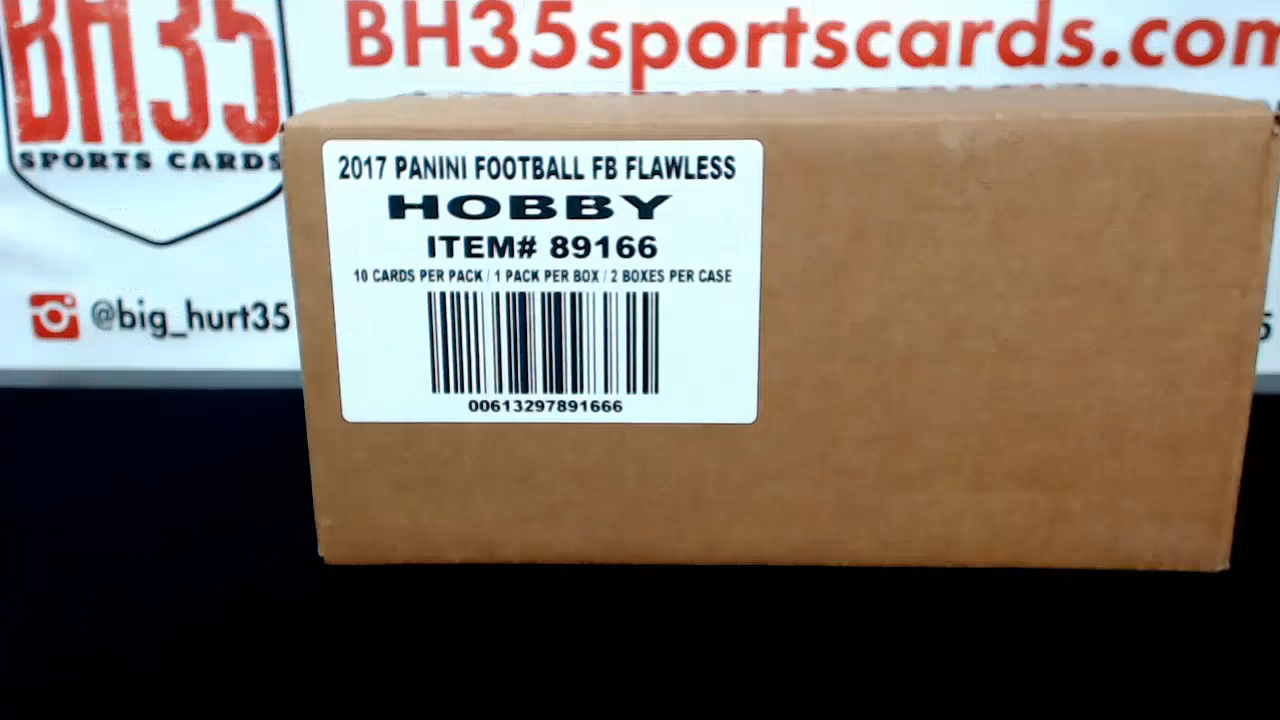 BH35
SPORTS CARDS
BH35sportscards.com
@big_hurt35
2017 PANINI FOOTBALL FB FLAWLESS
HOBBY
ITEM# 89166
10 CARDS PER PACK / 1 PACK PER BOX / 2 BOXES PER CASE
00613297891666